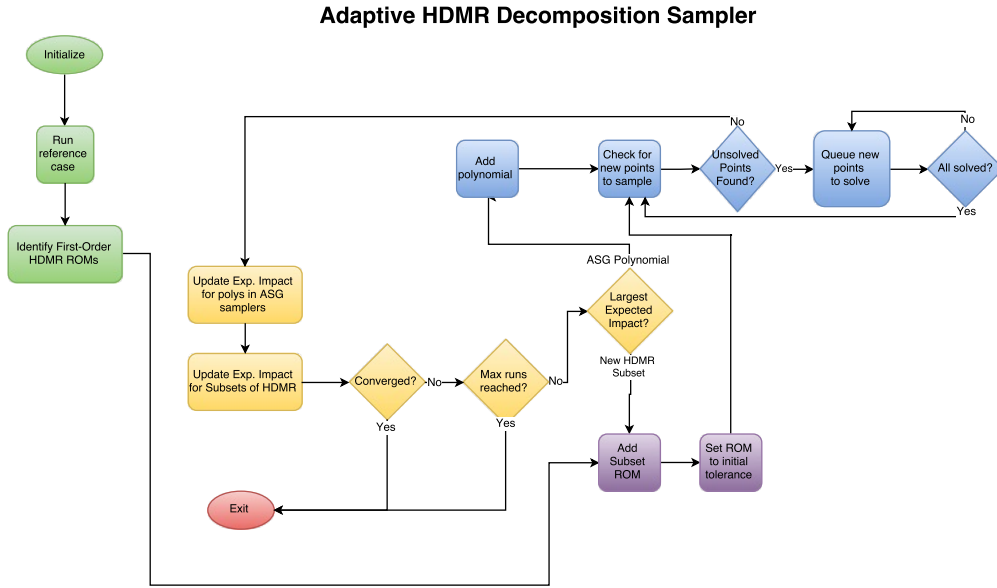 Adaptive HDMR Decomposition Sampler
Initialize
Run
reference
case
Identify First-Order
HDMR ROMs
Add
polynomial
Check for
new points
to sample
No
Unsolved
Points
Found?
Yes
Queue new
points
to solve
No
All solved?
Yes
Update Exp. Impact
for polys in ASG
samplers
Update Exp. Impact
for Subsets of HDMR
Converged?
No
Yes
Max runs
reached?
No
Yes
ASG Polynomial
Largest
Expected
Impact?
New HDMR
Subset
Add
Subset
ROM
Set ROM
to initial
tolerance
Exit